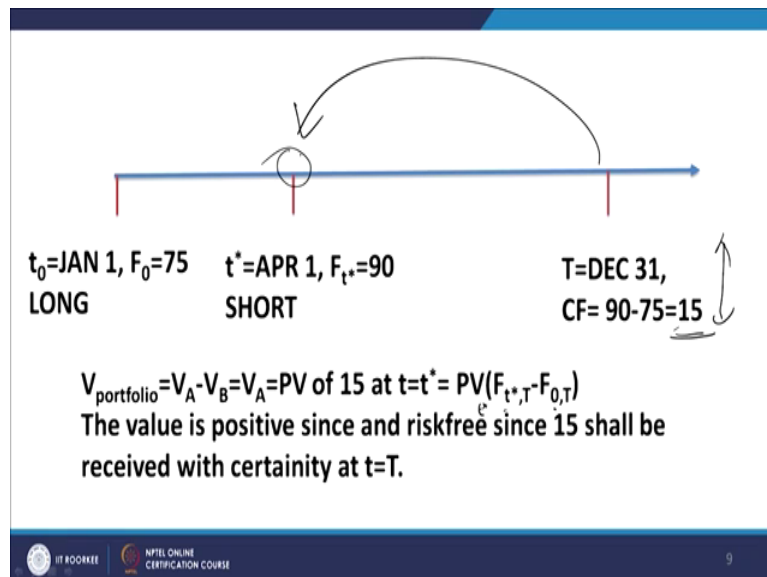 t0=JAN 1, F0=75
LONG
t*=APR 1, Ft*=90
SHORT
T=DEC 31,
CF= 90-75=15
Vportfolio=VA-VB=VA=PV of 15 at t=t*= PV(Ft*,T-F0,T)
The value is positive since and riskfree since 15 shall be
received with certainity at t=T.
IIT ROORKEE
NPTEL ONLINE
CERTIFICATION COURSE
9